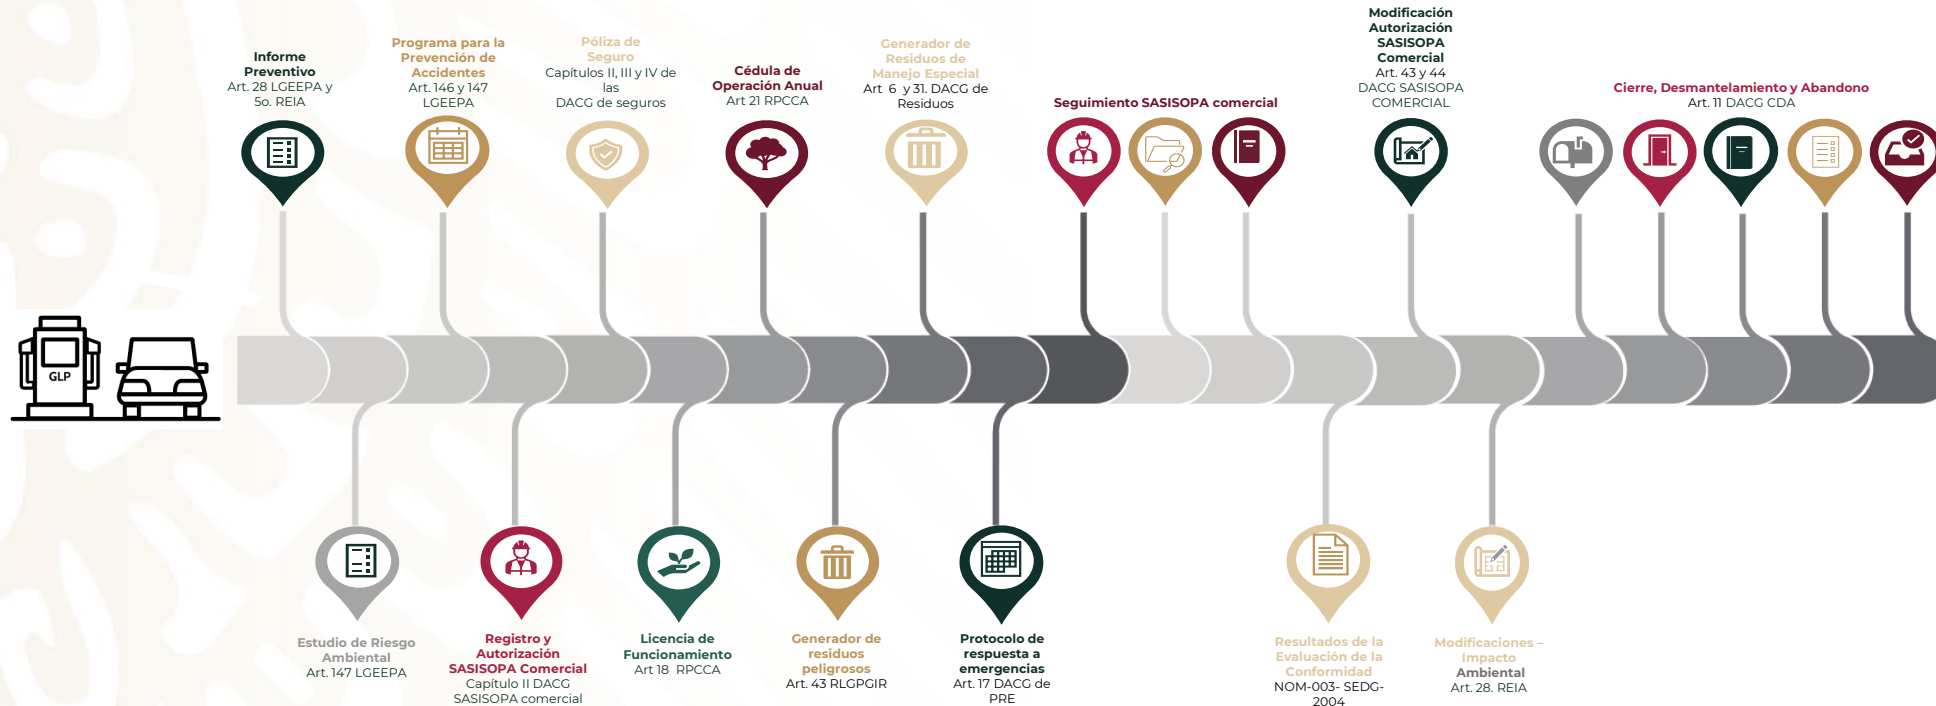 Informe
Preventivo
Art. 28 LGEEPA y
5o. REIA
Programa para la
Prevención de
Accidentes
Art. 146 y 147
LGEEPA
Póliza de
Seguro
Capítulos II, III y IV de
las
DACG de seguros
Cédula de
Operación Anual
Art 21 RPCCA
Generador de
Residuos de
Manejo Especial
Art 6 y 31. DACG de
Residuos
Seguimiento SASISOPA comercial
Modificación
Autorización
SASISOPA
Comercial
Art. 43 y 44
DACG SASISOPA
COMERCIAL
Cierre, Desmantelamiento y Abandono
Art. 11 DACG CDA
GLP
Estudio de Riesgo
Ambiental
Art. 147 LGEEPA
Registro y
Autorización
SASISOPA Comercial
Capítulo II DACG
SASISOPA comercial
Licencia de
Funcionamiento
Art 18 RPCCA
Generador de
residuos
peligrosos
Art. 43 RLGPGIR
Protocolo de
respuesta a
emergencias
Art. 17 DACG de
PRE
Resultados de la
Evaluación de la
Conformidad
NOM-003- SEDG-
2004
Modificaciones –
Impacto
Ambiental
Art. 28. REIA